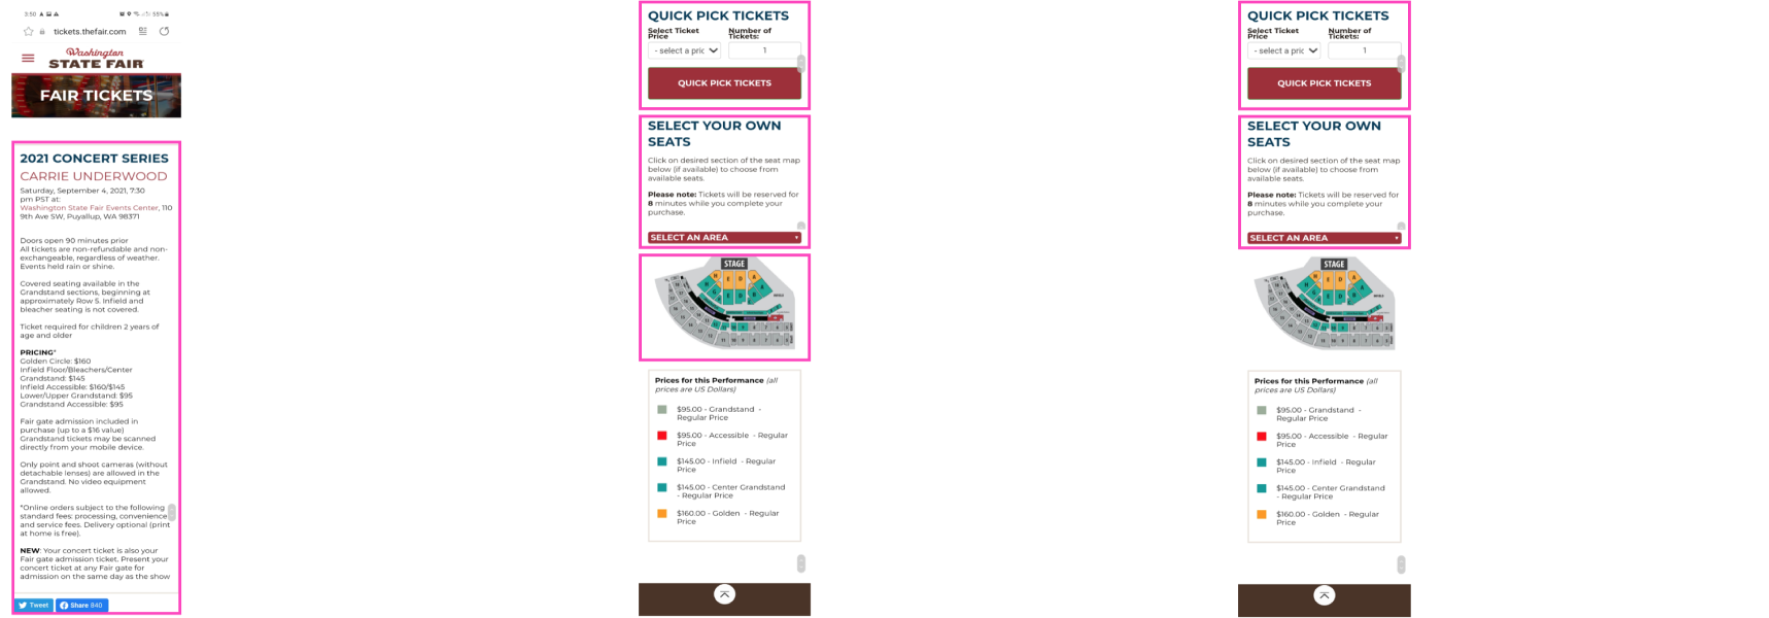 3:50
55%
tickets.thefair.com
Washington
STATE FAIR
FAIR TICKETS
2021 CONCERT SERIES
CARRIE UNDERWOOD
Saturday, September 4, 2021, 7:30
pm PST at:
Washington State Fair Events Center, 110
9th Ave SW, Puyallup, WA 98371
Doors open 90 minutes prior
All tickets are non-refundable and non-
exchangeable, regardless of weather.
Events held rain or shine.
Covered seating available in the
Grandstand sections, beginning at
approximately Row S. Infield and
bleacher seating is not covered.
Ticket required for children 2 years of
age and older
PRICING*
Golden Circle: $160
Infield Floor/Bleachers/Center
Grandstand: $145
Infield Accessible: $160/$145
Lower/Upper Grandstand: $95
Grandstand Accessible: $95
Fair gate admission included in
purchase (up to a $16 value)
Grandstand tickets may be scanned
directly from your mobile device.
Only point and shoot cameras (without
detachable lenses) are allowed in the
Grandstand. No video equipment
allowed.
*Online orders subject to the following
standard fees: processing, convenience
and service fees. Delivery optional (print
at home is free).
NEW: Your concert ticket is also your
Fair gate admission ticket. Present your
concert ticket at any Fair gate for
admission on the same day as the show
Tweet Share 840
QUICK PICK TICKETS
Select Ticket Price
Number of Tickets:
- select a pric 1
QUICK PICK TICKETS
SELECT YOUR OWN
SEATS
Click on desired section of the seat map
below (if available) to choose from
available seats.
Please note: Tickets will be reserved for
8 minutes while you complete your
purchase.
SELECT AN AREA
STAGE
Prices for this Performance (all
prices are US Dollars)
$95.00 - Grandstand -
Regular Price
$95.00 - Accessible - Regular
Price
$145.00 - Infield - Regular
Price
$145.00 - Center Grandstand
- Regular Price
$160.00 - Golden - Regular
Price
QUICK PICK TICKETS
Select Ticket Price
Number of Tickets:
- select a pric 1
QUICK PICK TICKETS
SELECT YOUR OWN
SEATS
Click on desired section of the seat map
below (if available) to choose from
available seats.
Please note: Tickets will be reserved for
8 minutes while you complete your
purchase.
SELECT AN AREA
STAGE
Prices for this Performance (all
prices are US Dollars)
$95.00 - Grandstand -
Regular Price
$95.00 - Accessible - Regular
Price
$145.00 - Infield - Regular
Price
$145.00 - Center Grandstand
- Regular Price
$160.00 - Golden - Regular
Price